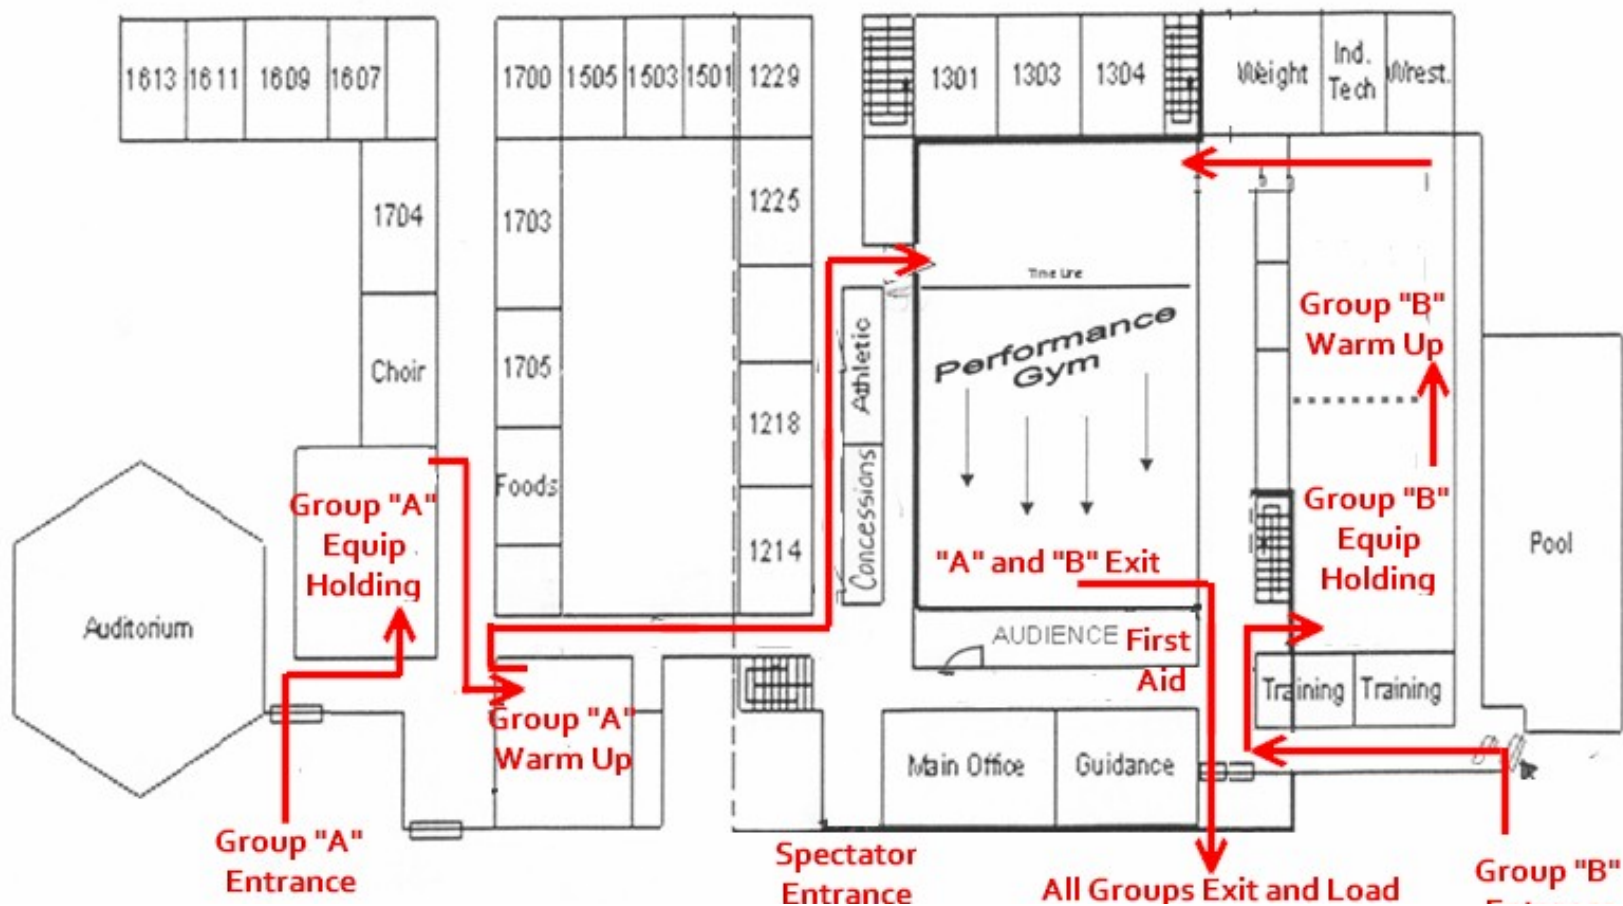 1613 1611 1609 1607
1700 1505 1503 1501 1229
1301 1303 1304
Weight
Ind.
Tech
Wrest.
1704
1703
1225
Time Line
Performance
Gym
Group "B"
Warm Up
Choir
1705
1218
Athletic
Concessions
Foods
1214
Group "A"
Equip
Holding
"A" and "B" Exit
Group "B"
Equip
Holding
Pool
Auditorium
AUDIENCE
First
Aid
Training Training
Group "A"
Warm Up
Main Office
Guidance
Group "A"
Entrance
Spectator
Entrance
All Groups Exit and Load
Group "B"
Entrance